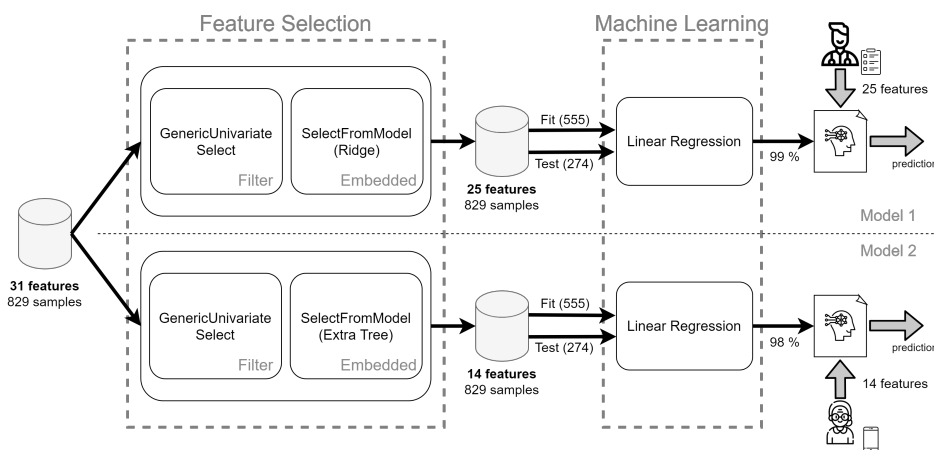 Feature Selection
Machine Learning
GenericUnivariate
Select
Filter
SelectFromModel
(Ridge)
Embedded
25 features
829 samples
Fit (555)
Test (274)
Linear Regression
99 %
25 features
prediction
Model 1
31 features
829 samples
Model 2
GenericUnivariate
Select
Filter
SelectFromModel
(Extra Tree)
Embedded
14 features
829 samples
Fit (555)
Test (274)
Linear Regression
98 %
prediction
14 features